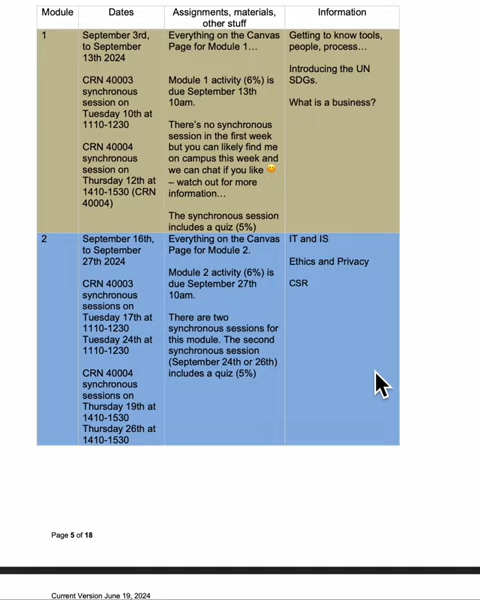 Module Dates Assignments, materials, other stuff Information
1
September 3rd,
to September
13th 2024
CRN 40003
synchronous
session on
Tuesday 10th at
1110-1230
CRN 40004
synchronous
session on
Thursday 12th at
1410-1530 (CRN
40004)
Everything on the Canvas
Page for Module 1…
Module 1 activity (6%) is
due September 13th
10am.
There's no synchronous
session in the first week
but you can likely find me
on campus this week and
we can chat if you like 😊
– watch out for more
information…
The synchronous session
includes a quiz (5%)
Getting to know tools,
people, process…
Introducing the UN
SDGs.
What is a business?
2
September 16th,
to September
27th 2024
CRN 40003
synchronous
sessions on
Tuesday 17th at
1110-1230
Tuesday 24th at
1110-1230
CRN 40004
synchronous
sessions on
Thursday 19th at
1410-1530
Thursday 26th at
1410-1530
Everything on the Canvas
Page for Module 2.
Module 2 activity (6%) is
due September 27th
10am.
There are two
synchronous sessions for
this module. The second
synchronous session
(September 24th or 26th)
includes a quiz (5%)
IT and IS
Ethics and Privacy
CSR
Page 5 of 18
Current Version June 19, 2024